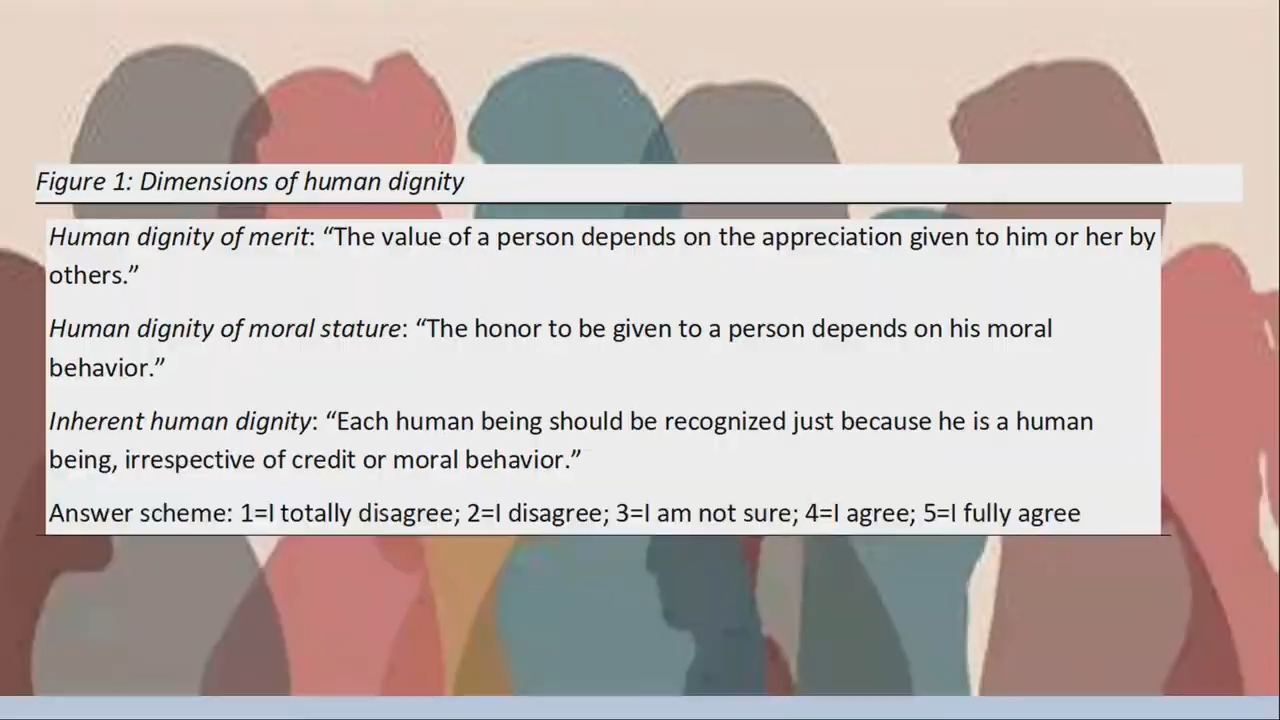 Figure 1: Dimensions of human dignity
Human dignity of merit: “The value of a person depends on the appreciation given to him or her by
others.”
Human dignity of moral stature: “The honor to be given to a person depends on his moral
behavior.”
Inherent human dignity: “Each human being should be recognized just because he is a human
being, irrespective of credit or moral behavior.”
Answer scheme: 1=I totally disagree; 2=I disagree; 3=I am not sure; 4=I agree; 5=I fully agree